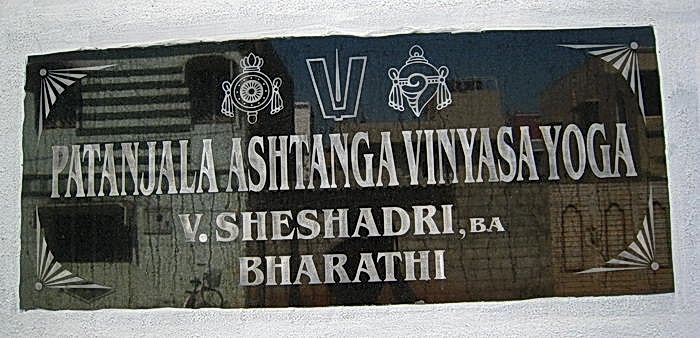 PATANJALA ASHTANGA VINYASA YOGA
V. SHESHADRI, BA
BHARATHI